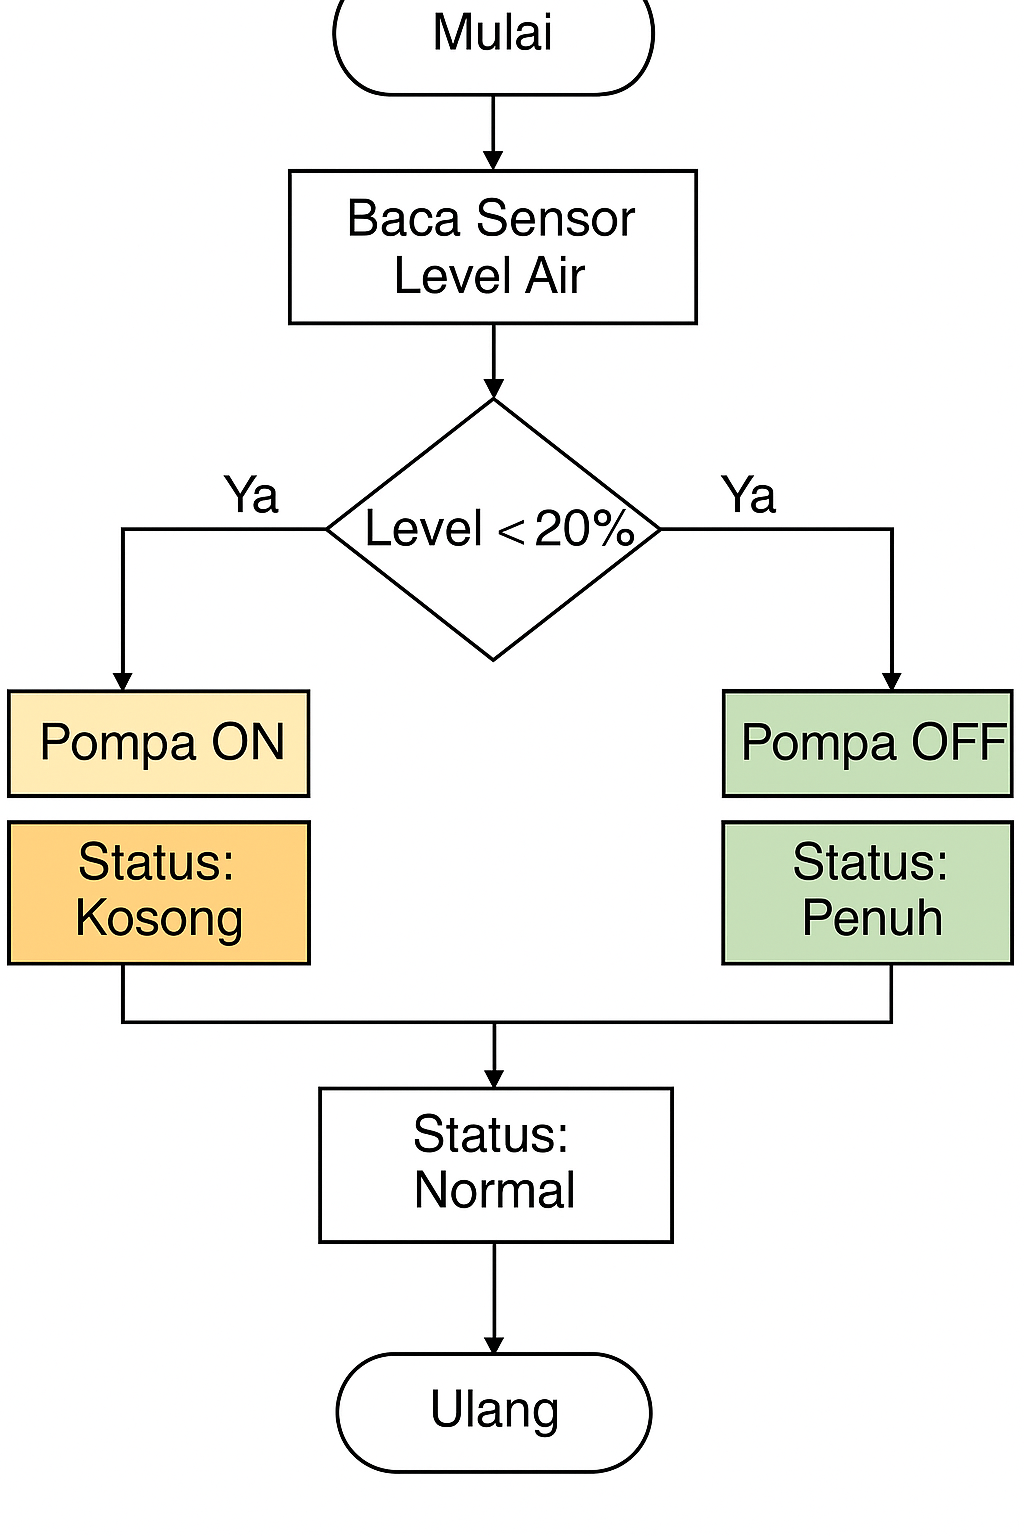 Mulai
Baca Sensor
Level Air
Ya
Level < 20%
Ya
Pompa ON
Pompa OFF
Status:
Kosong
Status:
Penuh
Status:
Normal
Ulang